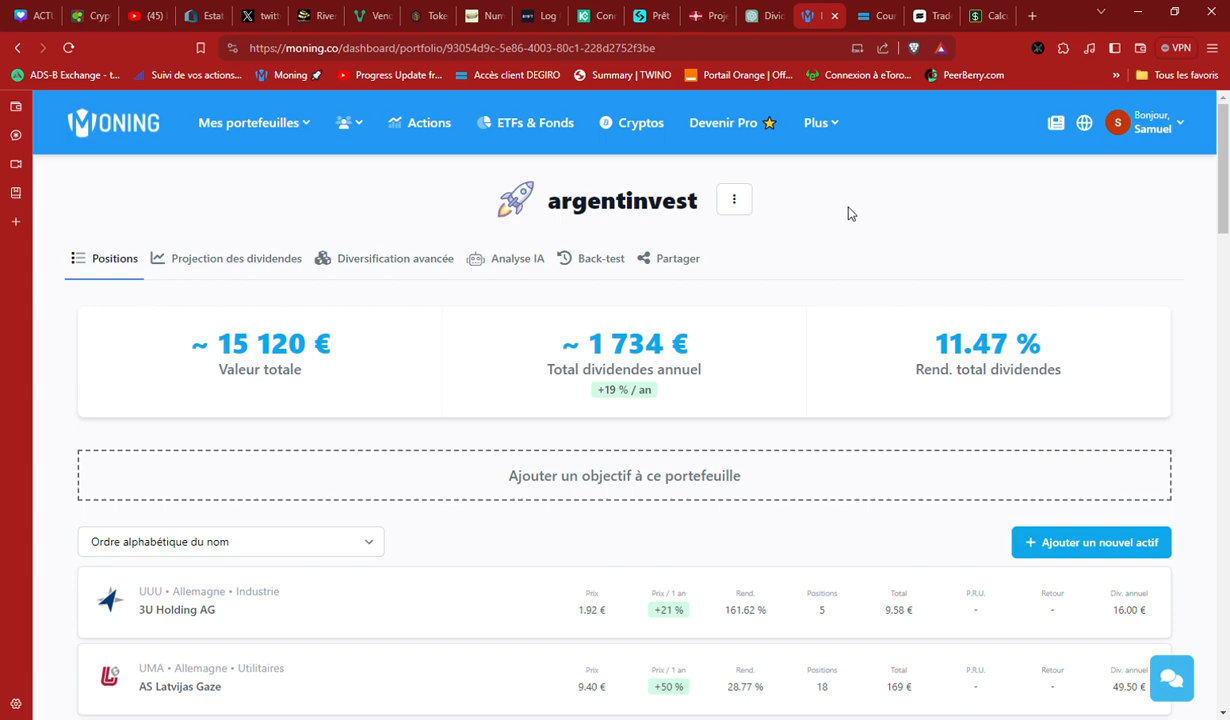 ACTU
Cryp
(45)
Estat
twitt
River
Venc
Toke
Num
Log
Conn
Prêt
Proje
Divid
Cour
Trad
Calc
https://moning.co/dashboard/portfolio/93054d9c-5e86-4003-80c1-228d2752f3be
VPN
ADS-B Exchange - t...
Suivi de vos actions...
Moning 🚀
Progress Update fr...
Accès client DEGIRO
Summary | TWINO
Portail Orange | Off...
Connexion à eToro...
PeerBerry.com
»
Tous les favoris
MONING
Mes portefeuilles
Actions
ETFs & Fonds
Cryptos
Devenir Pro ⭐
Plus
S
Bonjour,
Samuel
argentinvest
Positions
Projection des dividendes
Diversification avancée
Analyse IA
Back-test
Partager
~ 15 120 €
Valeur totale
~ 1 734 €
Total dividendes annuel
+19 % / an
11.47 %
Rend. total dividendes
Ajouter un objectif à ce portefeuille
Ordre alphabétique du nom
+ Ajouter un nouvel actif
UUU • Allemagne • Industrie
3U Holding AG
Prix
1.92 €
Prix / 1 an
+21 %
Rend.
161.62 %
Positions
5
Total
9.58 €
P.R.U.
-
Retour
-
Div. annuel
16.00 €
UMA • Allemagne • Utilitaires
AS Latvijas Gaze
Prix
9.40 €
Prix / 1 an
+50 %
Rend.
28.77 %
Positions
18
Total
169 €
P.R.U.
-
Retour
-
Div. annuel
49.50 €